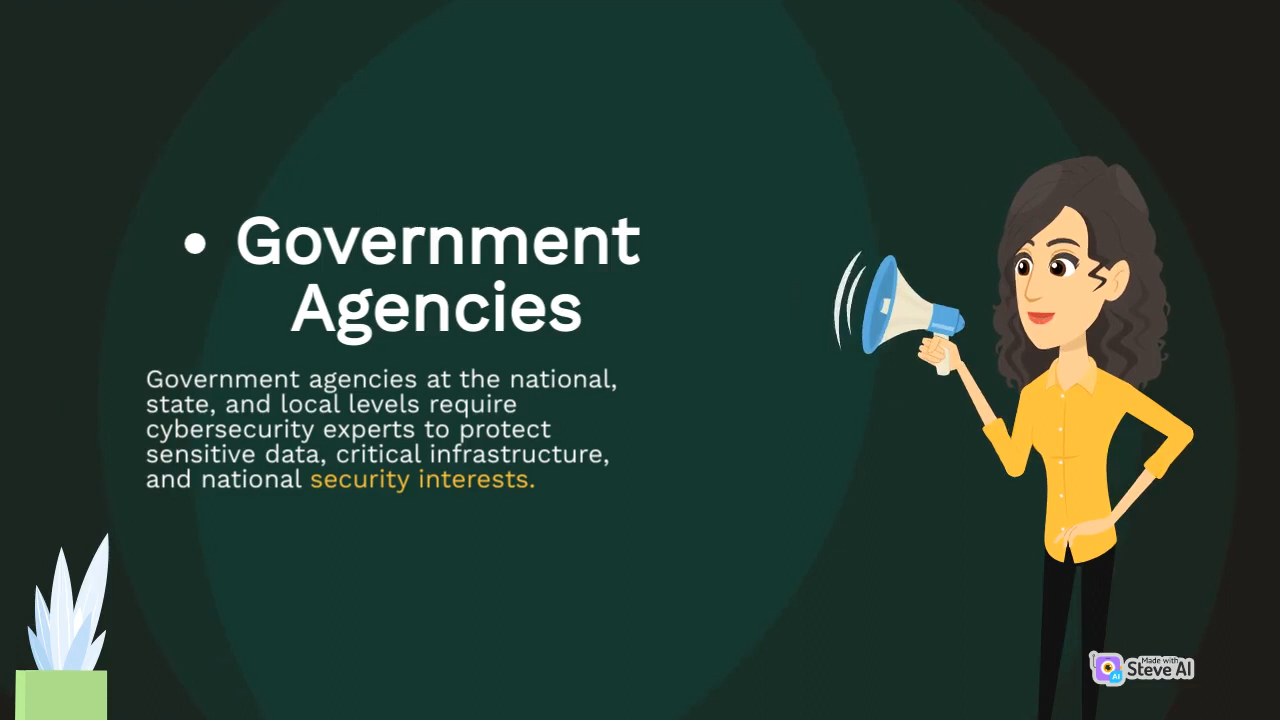 • Government
Agencies
Government agencies at the national,
state, and local levels require
cybersecurity experts to protect
sensitive data, critical infrastructure,
and national security interests.
Made with
Steve AI
AI